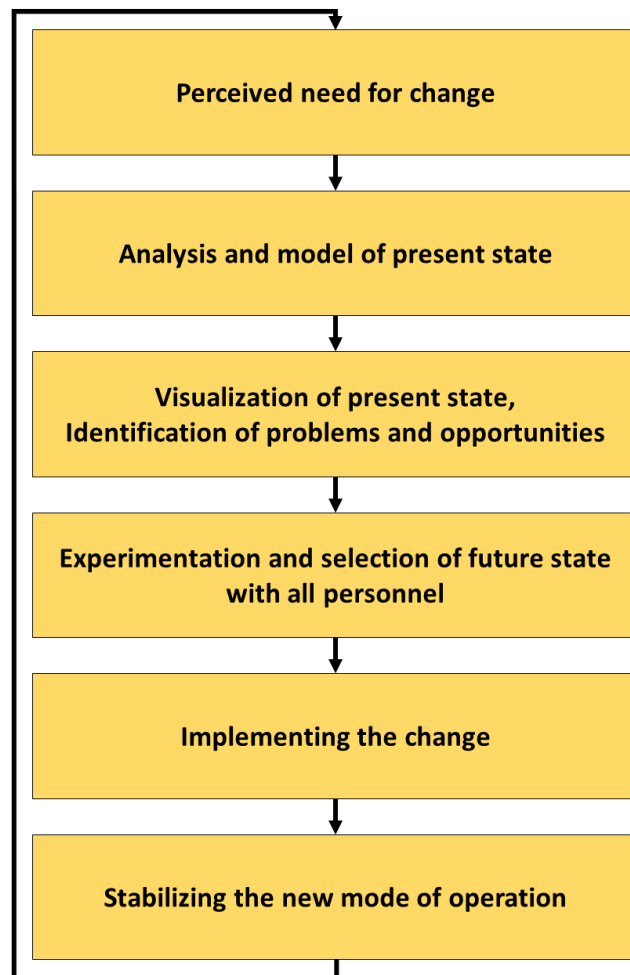 Perceived need for change
Analysis and model of present state
Visualization of present state,
Identification of problems and opportunities
Experimentation and selection of future state
with all personnel
Implementing the change
Stabilizing the new mode of operation